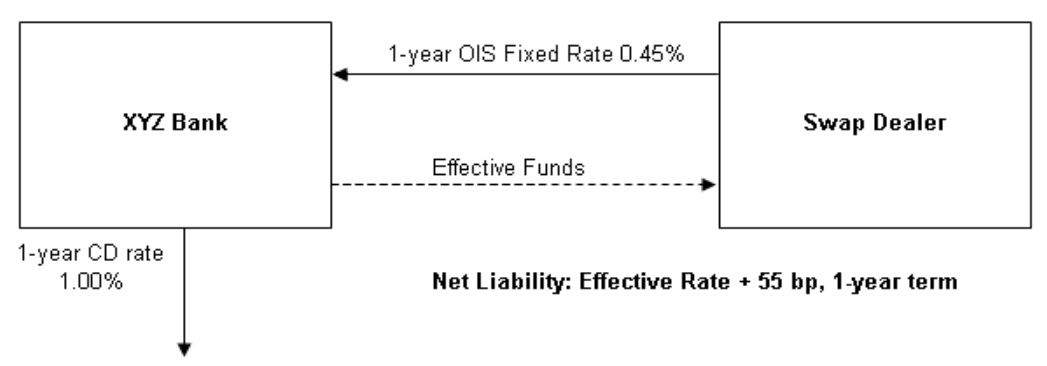 1-year OIS Fixed Rate 0.45%
XYZ Bank
Swap Dealer
Effective Funds
1-year CD rate
1.00%
Net Liability: Effective Rate + 55 bp, 1-year term